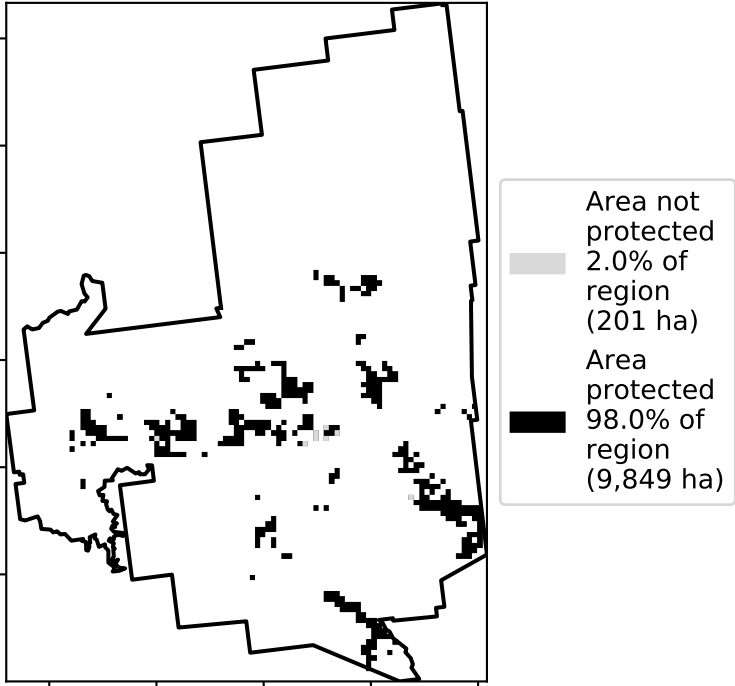 Area not
protected
2.0% of
region
(201 ha)
Area
protected
98.0% of
region
(9,849 ha)